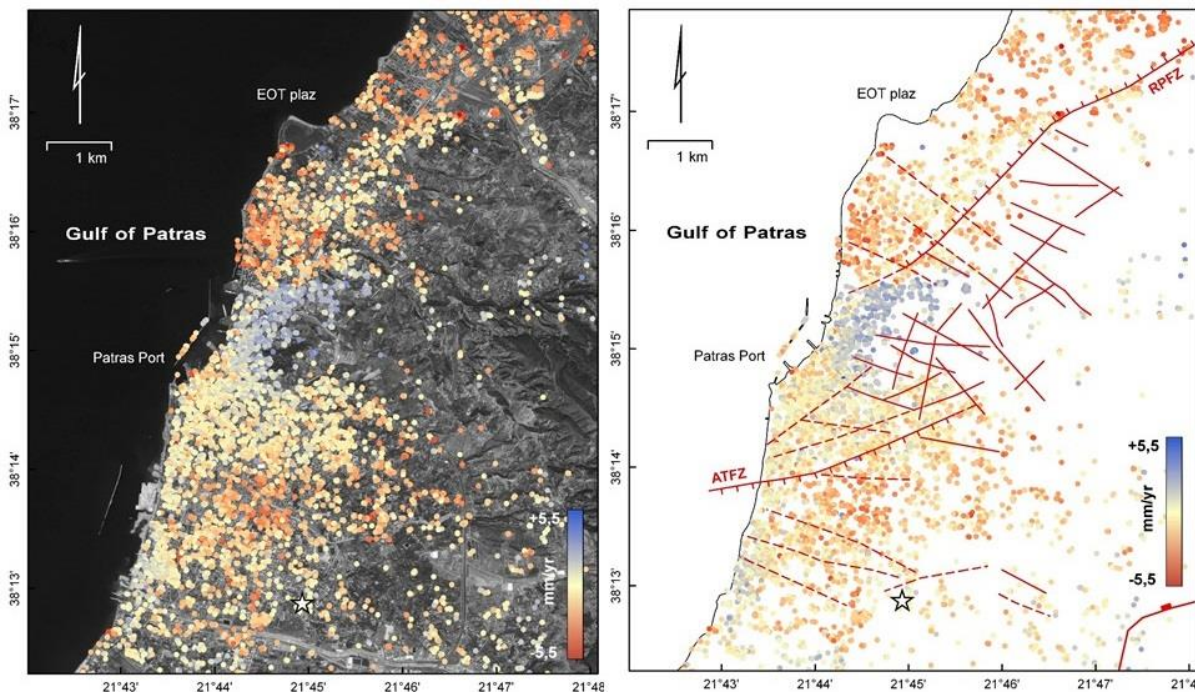 EOT plaz
1 km
Gulf of Patras
Patras Port
+5,5
mm/yr
-5,5
38°17'
38°16'
38°15'
38°14'
38°13'
21°43'
21°44'
21°45'
21°46'
21°47'
21°48
EOT plaz
RPFZ
1 km
Gulf of Patras
Patras Port
ATFZ
+5,5
mm/yr
-5,5
38°17'
38°16'
38°15'
38°14'
38°13'
21°43'
21°44'
21°45'
21°46'
21°47'